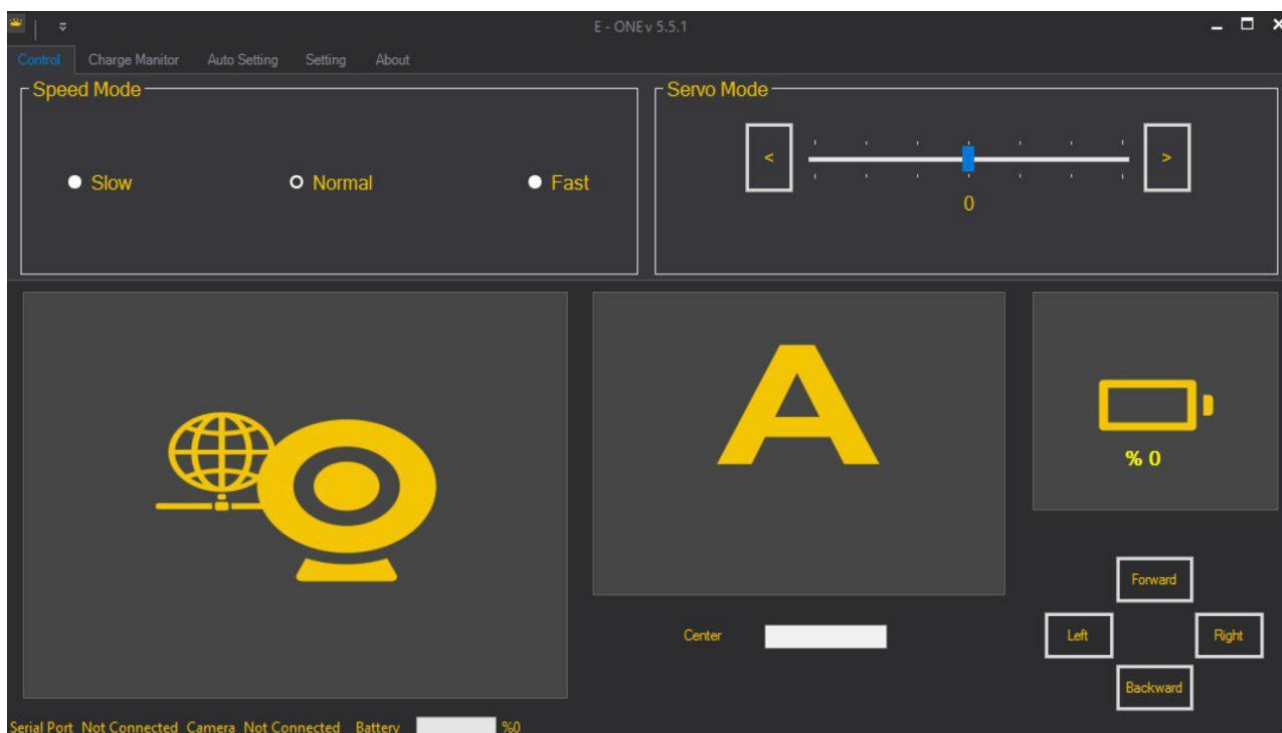 E - ONE v 5.5.1
Control Charge Manitor Auto Setting Setting About
Speed Mode
Slow Normal Fast
Servo Mode
< >
0
A
% 0
Forward
Left Right
Backward
Center
Serial Port Not Connected Camera Not Connected Battery %0